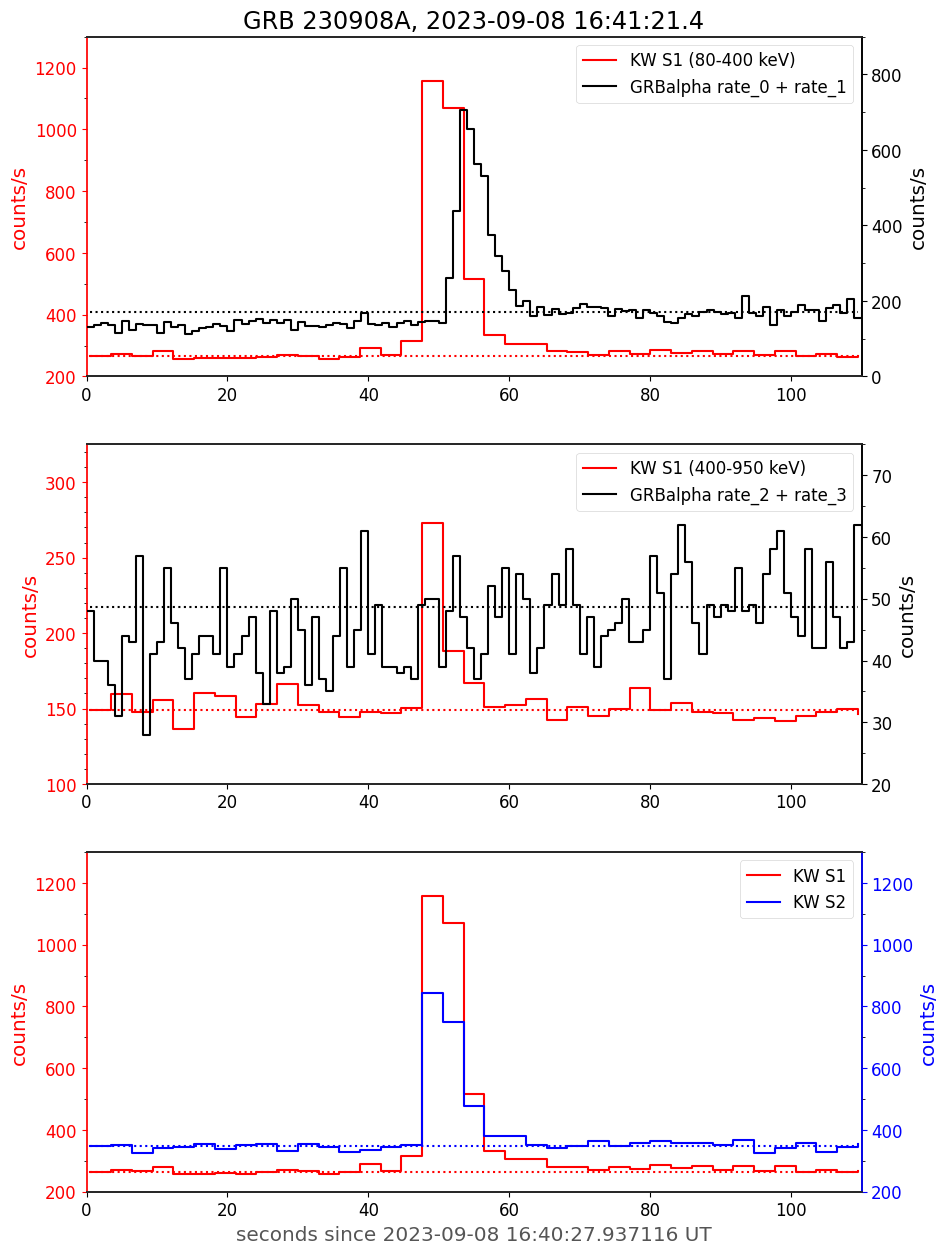 GRB 230908A, 2023-09-08 16:41:21.4
KW S1 (80-400 keV)
GRBalpha rate_0 + rate_1
1200
1000
800
600
400
200
counts/s
800
600
400
200
0
counts/s
0 20 40 60 80 100
KW S1 (400-950 keV)
GRBalpha rate_2 + rate_3
300
250
200
150
100
counts/s
70
60
50
40
30
20
counts/s
0 20 40 60 80 100
KW S1
KW S2
1200
1000
800
600
400
200
counts/s
1200
1000
800
600
400
200
counts/s
0 20 40 60 80 100
seconds since 2023-09-08 16:40:27.937116 UT